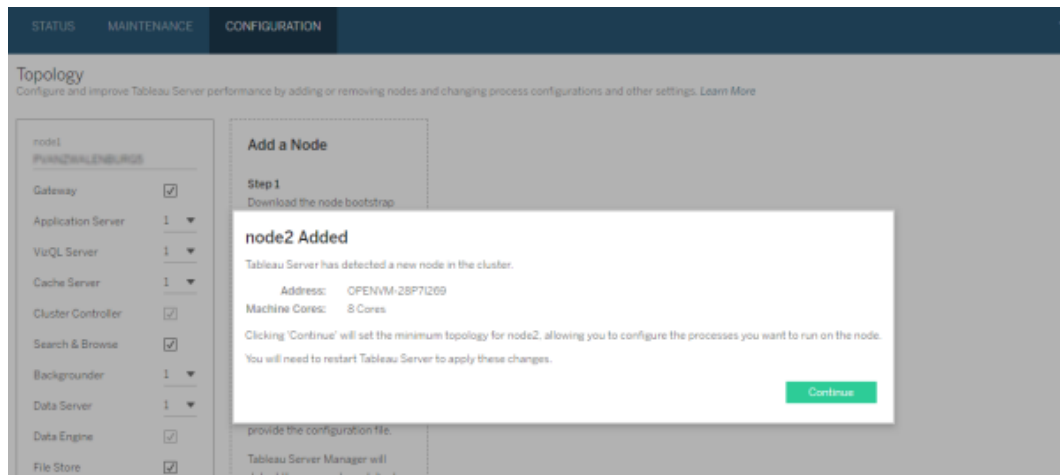 STATUS MAINTENANCE CONFIGURATION
Topology
Configure and improve Tableau Server performance by adding or removing nodes and changing process configurations and other settings. Learn More
node1
Gateway
Application Server 1
VizQL Server 1
Cache Server 1
Cluster Controller
Search & Browse
Backgrounder 1
Data Server 1
Data Engine
File Store
Add a Node
Step 1
Download the node bootstrap
node2 Added
Tableau Server has detected a new node in the cluster.
Address: OPENVM-28P7I269
Machine Cores: 8 Cores
Clicking 'Continue' will set the minimum topology for node2, allowing you to configure the processes you want to run on the node.
You will need to restart Tableau Server to apply these changes.
Continue
provide the configuration file.
Tableau Server Manager will